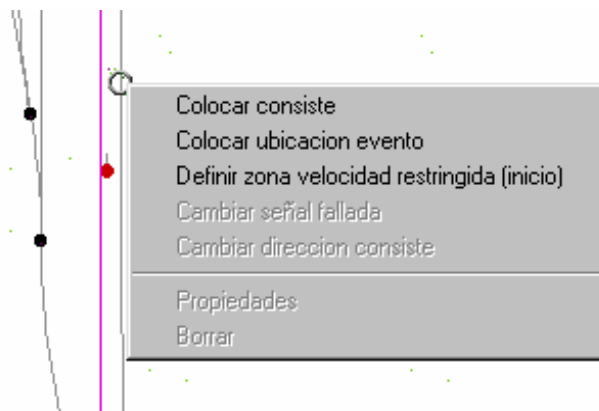 Colocar consiste
Colocar ubicacion evento
Definir zona velocidad restringida (inicio)
Cambiar señal fallada
Cambiar direccion consiste
Propiedades
Borrar